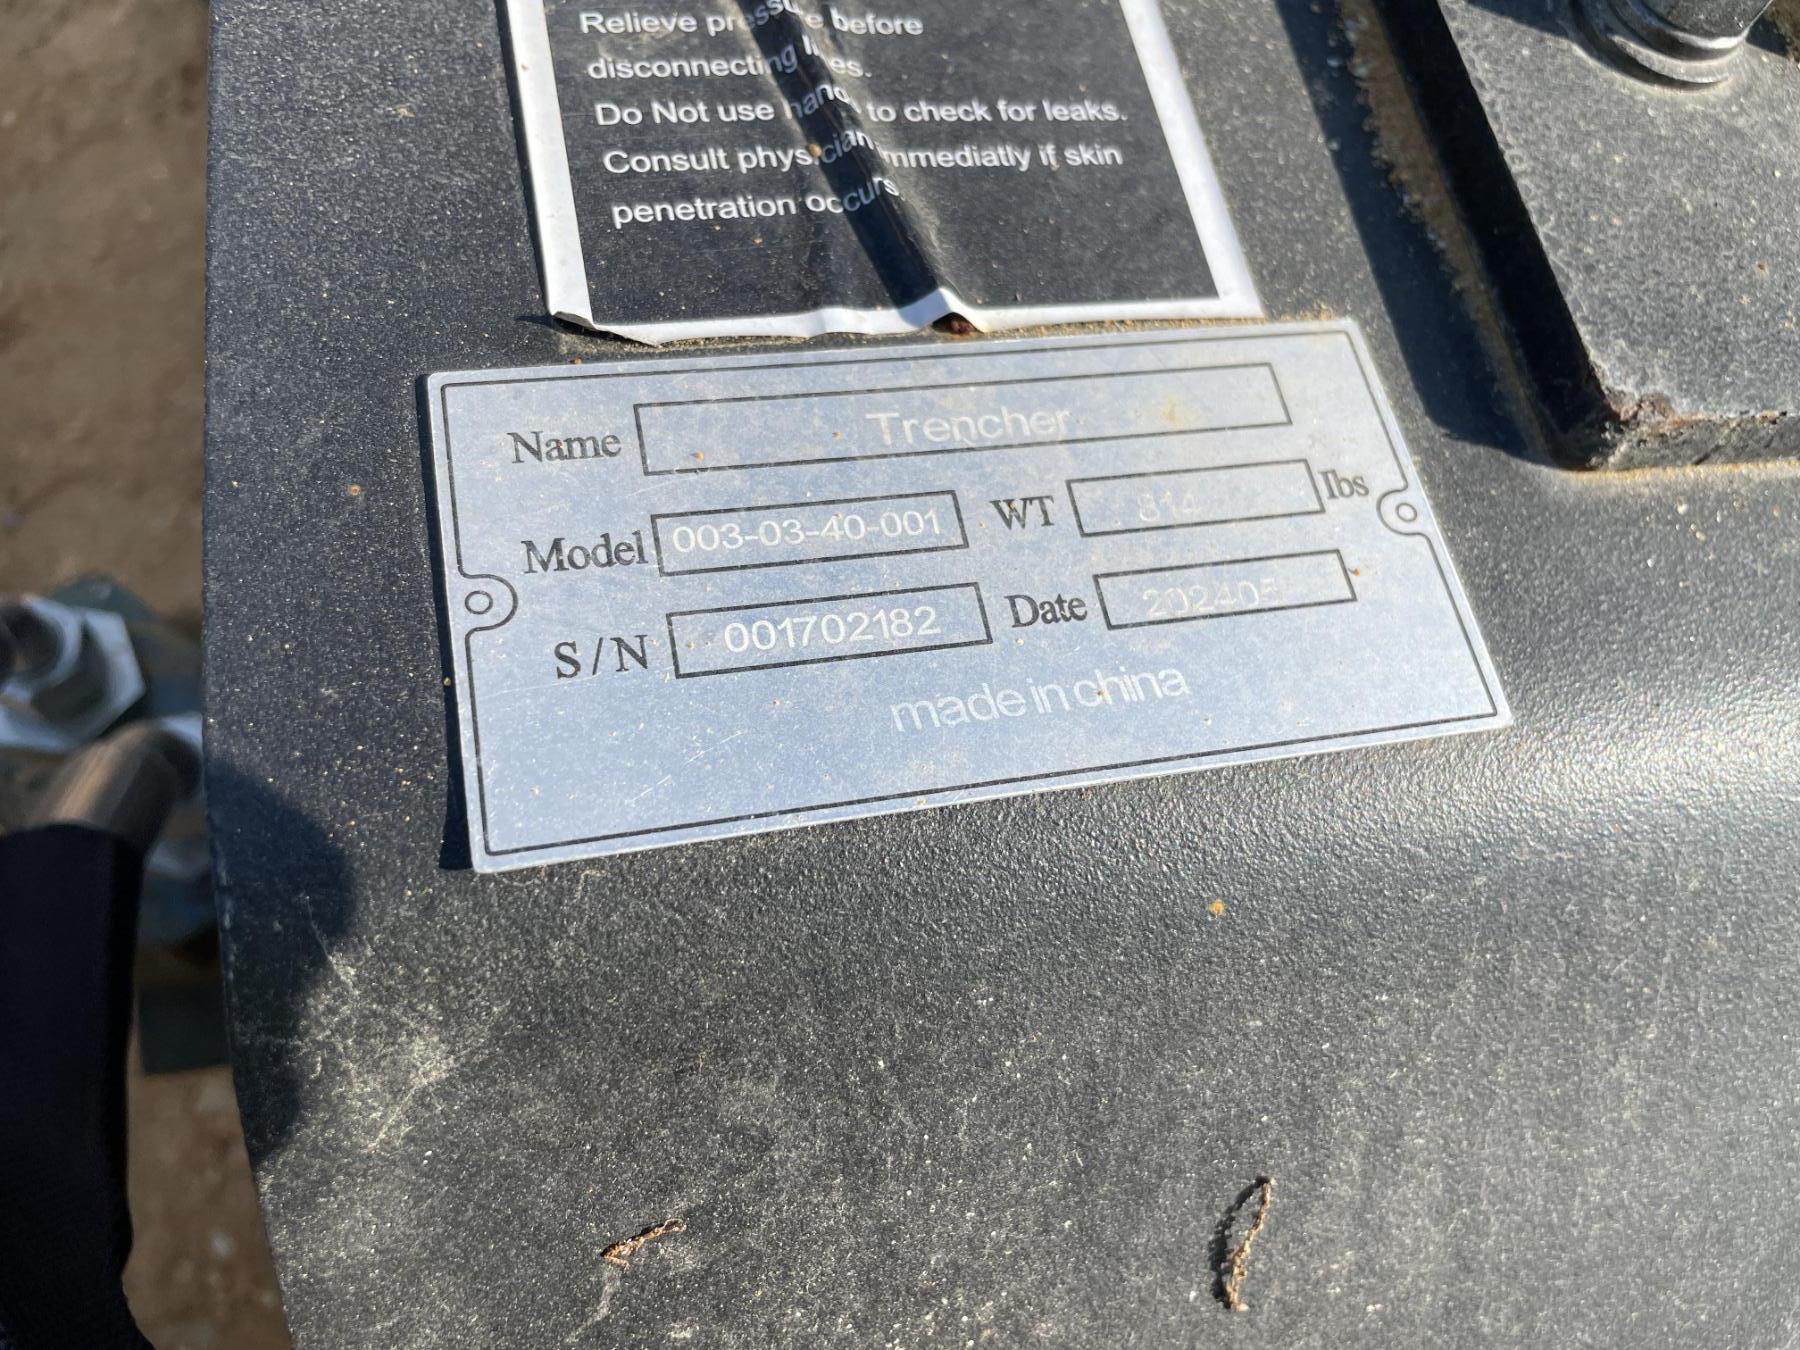 Relieve pressure before
disconnecting lines.
Do Not use hand to check for leaks.
Consult physician immediatly if skin
penetration occurs.
Name Trencher
Model 003-03-40-001 WT 814 lbs
S/N 001702182 Date 202405
made in china